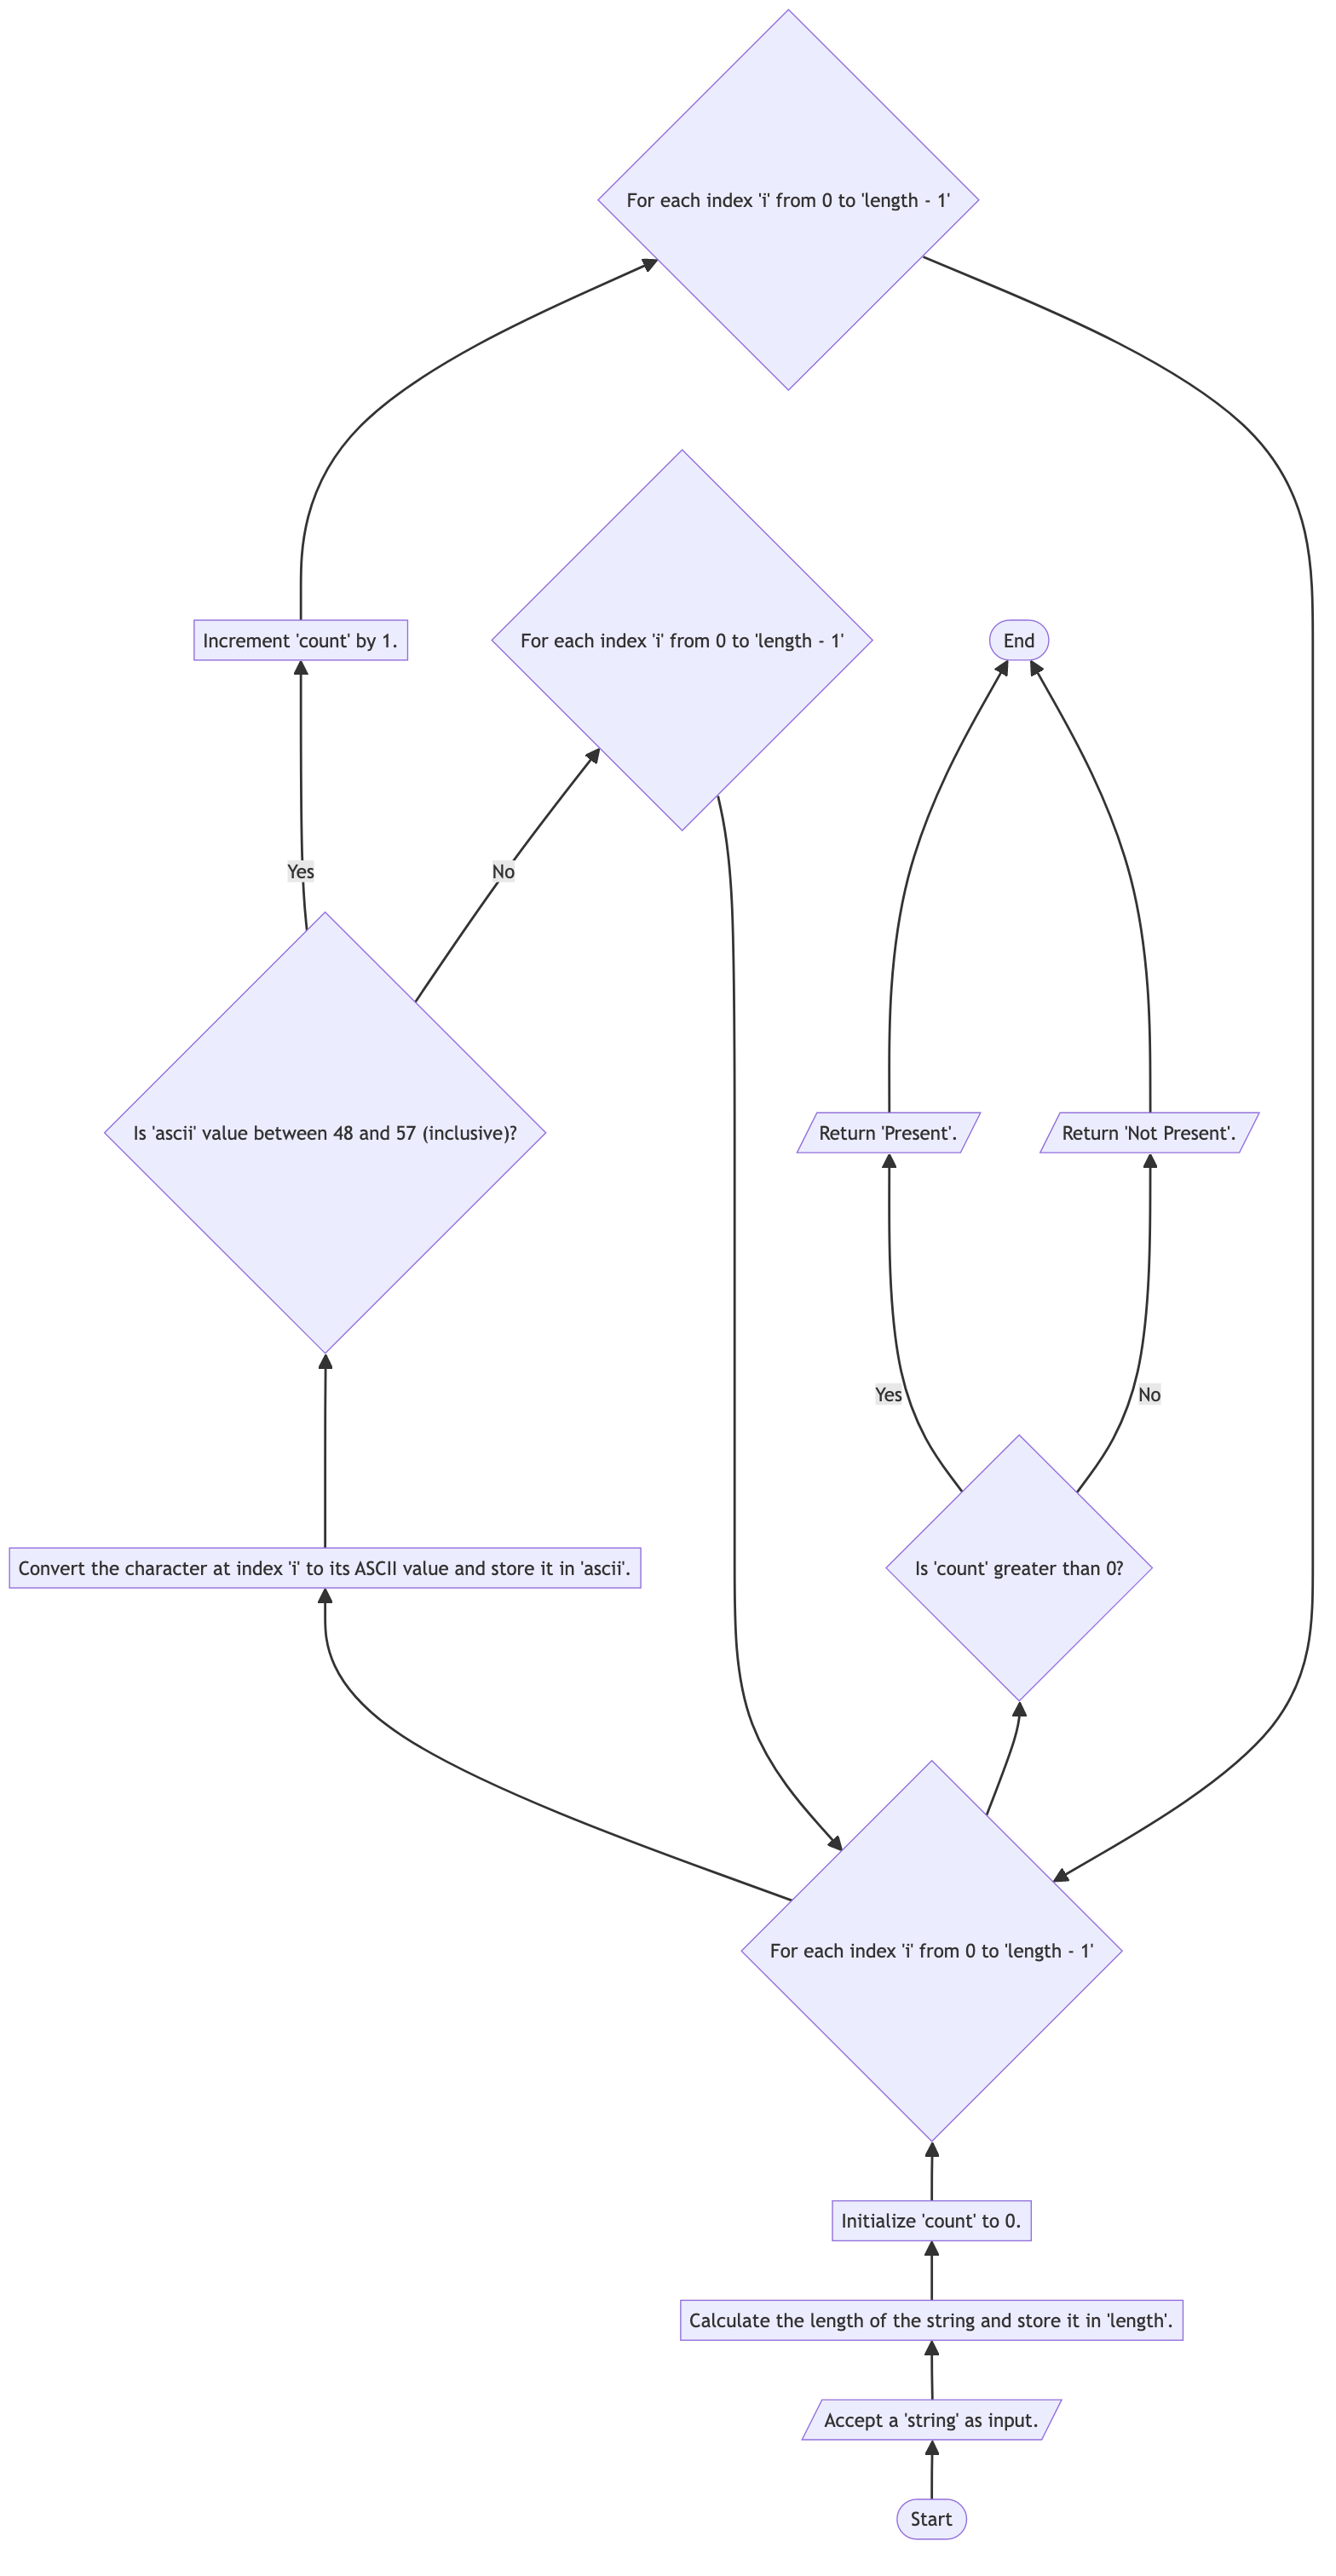 For each index 'i' from 0 to 'length - 1'
Increment 'count' by 1.
For each index 'i' from 0 to 'length - 1'
End
Yes
No
Is 'ascii' value between 48 and 57 (inclusive)?
Return 'Present'.
Return 'Not Present'.
Yes
No
Convert the character at index 'i' to its ASCII value and store it in 'ascii'.
Is 'count' greater than 0?
For each index 'i' from 0 to 'length - 1'
Initialize 'count' to 0.
Calculate the length of the string and store it in 'length'.
Accept a 'string' as input.
Start